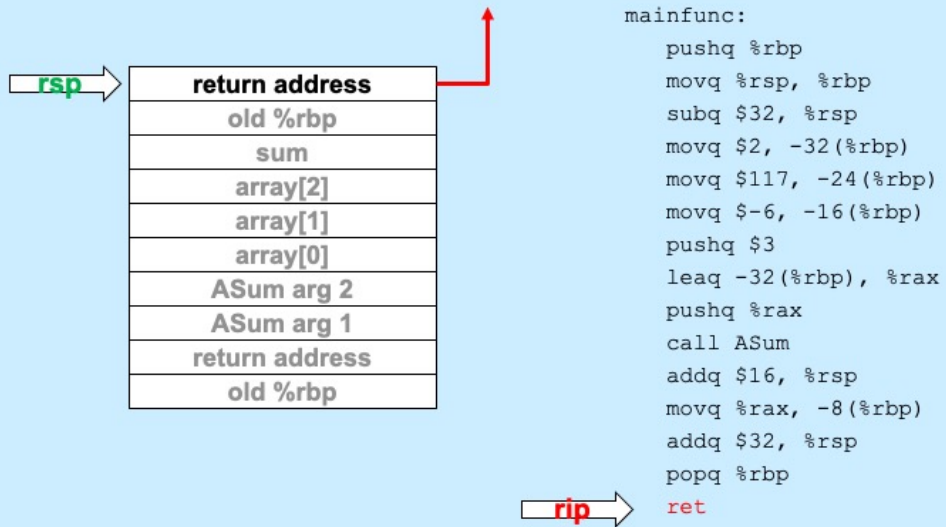 rsp
return address
old %rbp
sum
array[2]
array[1]
array[0]
ASum arg 2
ASum arg 1
return address
old %rbp
mainfunc:
pushq %rbp
movq %rsp, %rbp
subq $32, %rsp
movq $2, -32(%rbp)
movq $117, -24(%rbp)
movq $-6, -16(%rbp)
pushq $3
leaq -32(%rbp), %rax
pushq %rax
call ASum
addq $16, %rsp
movq %rax, -8(%rbp)
addq $32, %rsp
popq %rbp
rip
ret